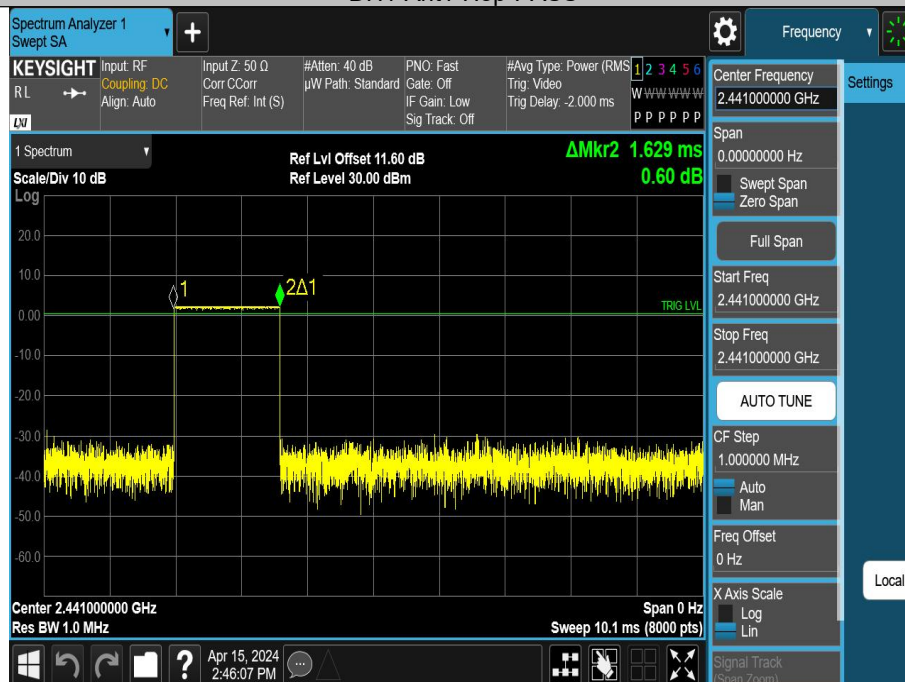 Spectrum Analyzer 1
Swept SA
+
Frequency
KEYSIGHT
RL
LXI
Input: RF
Coupling: DC
Align: Auto
Input Z: 50 Ω
Corr CCorr
Freq Ref: Int (S)
#Atten: 40 dB
µW Path: Standard
PNO: Fast
Gate: Off
IF Gain: Low
Sig Track: Off
#Avg Type: Power (RMS
Trig: Video
Trig Delay: -2.000 ms
1 2 3 4 5 6
W W W W W W
P P P P P P
1 Spectrum
Scale/Div 10 dB
Ref Lvl Offset 11.60 dB
Ref Level 30.00 dBm
ΔMkr2 1.629 ms
0.60 dB
Log
20.0
10.0
0.00
-10.0
-20.0
-30.0
-40.0
-50.0
-60.0
1
2Δ1
TRIG LVL
Center 2.441000000 GHz
Res BW 1.0 MHz
Span 0 Hz
Sweep 10.1 ms (8000 pts)
Center Frequency
2.441000000 GHz
Settings
Span
0.00000000 Hz
Swept Span
Zero Span
Full Span
Start Freq
2.441000000 GHz
Stop Freq
2.441000000 GHz
AUTO TUNE
CF Step
1.000000 MHz
Auto
Man
Freq Offset
0 Hz
X Axis Scale
Log
Lin
Local
Signal Track
(Span Zoom)
?
Apr 15, 2024
2:46:07 PM